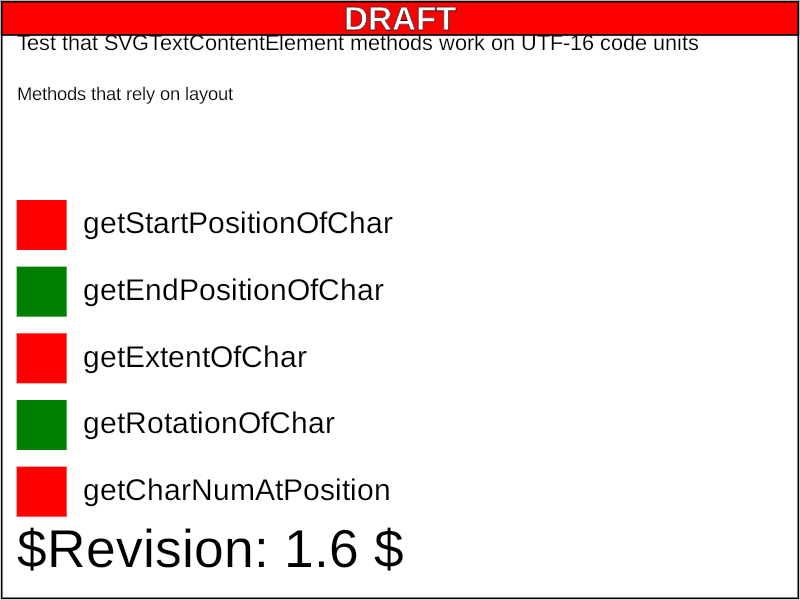 DRAFT
Test that SVGTextContentElement methods work on UTF-16 code units
Methods that rely on layout
getStartPositionOfChar
getEndPositionOfChar
getExtentOfChar
getRotationOfChar
getCharNumAtPosition
$Revision: 1.6 $